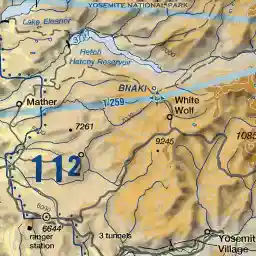 YOSEMITE NATIONAL PARK
Lake Eleanor
Hetch
Hetchy Reservoir
BNAKI
Mather
T 259
White
Wolf
7261
1085
11²
9245
6644
ranger
station
3 tunnels
Yosemit
Village